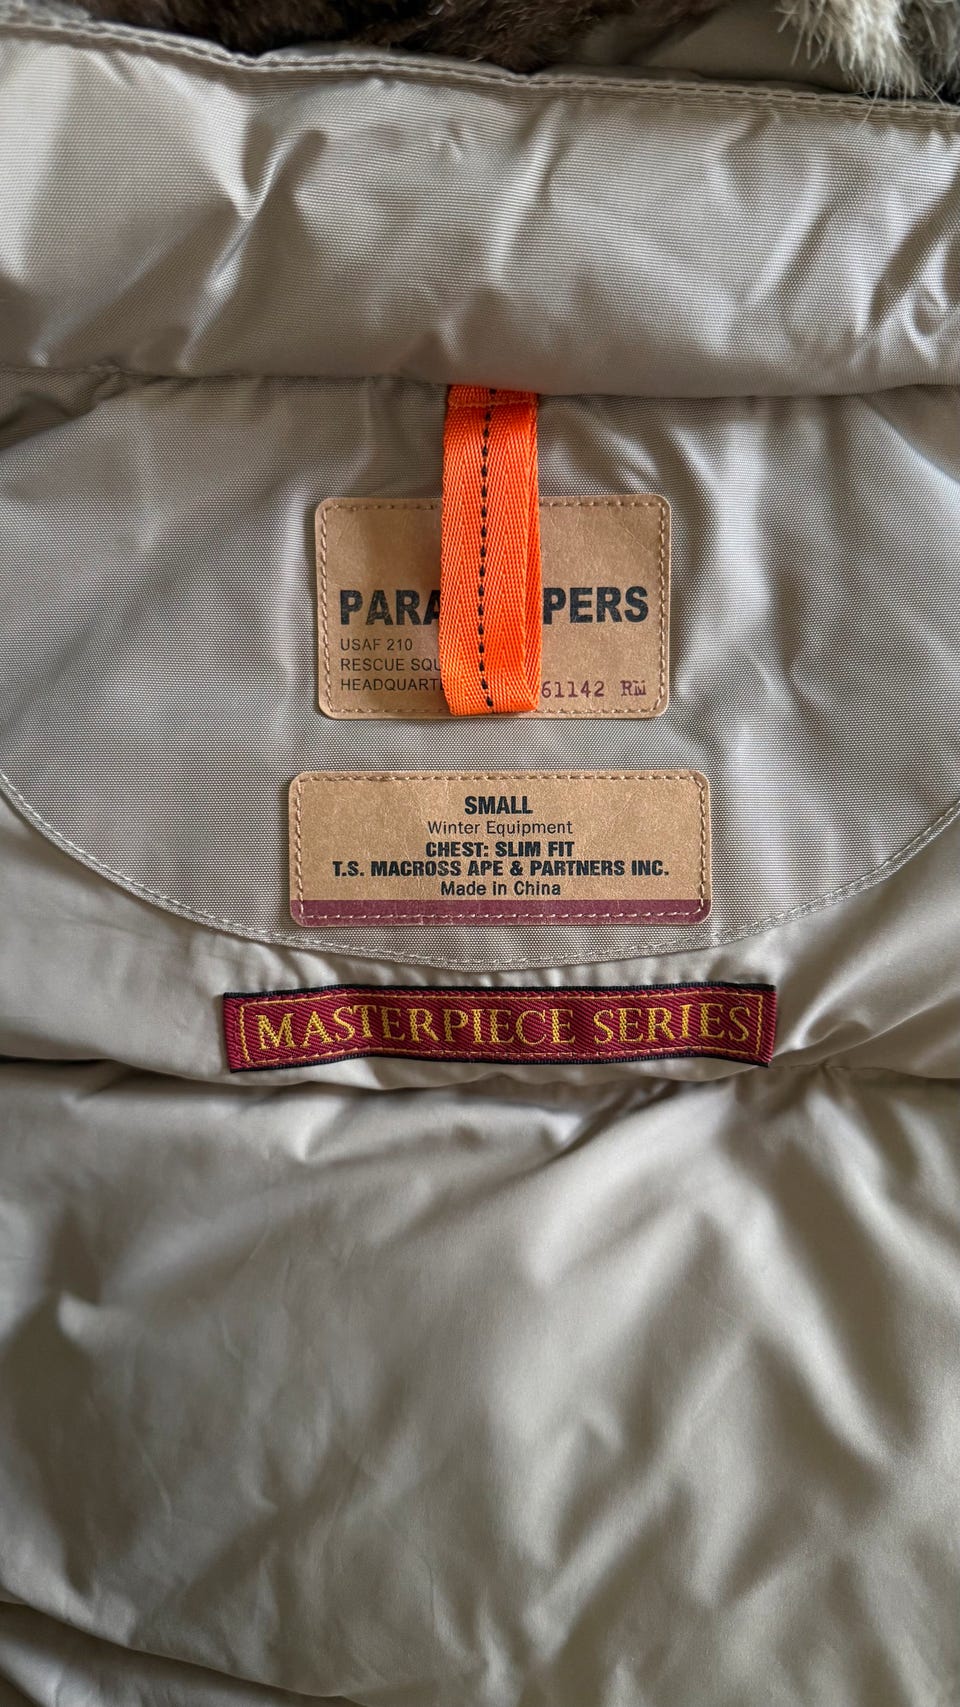 PARA PERS
USAF 210
RESCUE SQU
HEADQUART 61142 RM
SMALL
Winter Equipment
CHEST: SLIM FIT
T.S. MACROSS APE & PARTNERS INC.
Made in China
MASTERPIECE SERIES